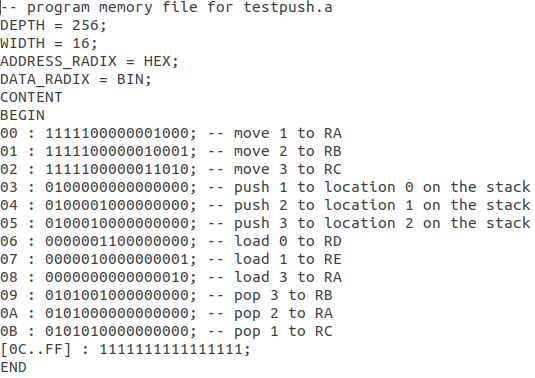 -- program memory file for testpush.a
DEPTH = 256;
WIDTH = 16;
ADDRESS_RADIX = HEX;
DATA_RADIX = BIN;
CONTENT
BEGIN
00 : 1111100000001000; -- move 1 to RA
01 : 1111100000010001; -- move 2 to RB
02 : 1111100000011010; -- move 3 to RC
03 : 0100000000000000; -- push 1 to location 0 on the stack
04 : 0100001000000000; -- push 2 to location 1 on the stack
05 : 0100010000000000; -- push 3 to location 2 on the stack
06 : 0000001100000000; -- load 0 to RD
07 : 0000010000000001; -- load 1 to RE
08 : 0000000000000010; -- load 3 to RA
09 : 0101001000000000; -- pop 3 to RB
0A : 0101000000000000; -- pop 2 to RA
0B : 0101010000000000; -- pop 1 to RC
[0C..FF] : 1111111111111111;
END